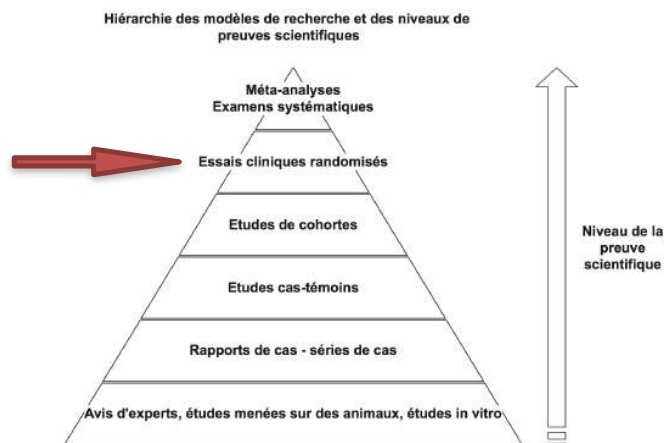 Hiérarchie des modèles de recherche et des niveaux de
preuves scientifiques
Méta-analyses
Examens systématiques
Essais cliniques randomisés
Etudes de cohortes
Etudes cas-témoins
Rapports de cas - séries de cas
Avis d'experts, études menées sur des animaux, études in vitro
Niveau de la
preuve
scientifique